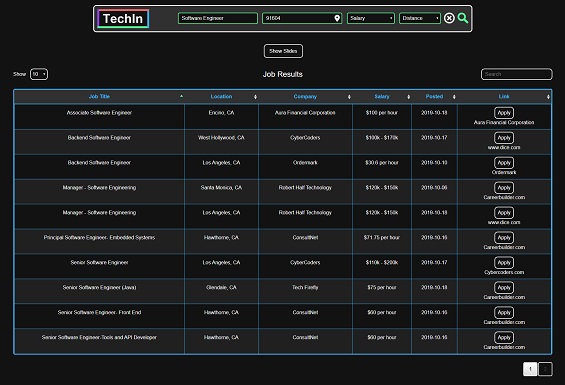 TechIn Software Engineer 91604 Salary Distance
Show Slides
Show 10 Job Results Search
Job Title Location Company Salary Posted Link
Associate Software Engineer Encino, CA Aura Financial Corporation $100 per hour 2019-10-18 Apply
Aura Financial Corporation
Backend Software Engineer West Hollywood, CA CyberCoders $100k - $170k 2019-10-17 Apply
www.dice.com
Backend Software Engineer Los Angeles, CA Ordermark $30.6 per hour 2019-10-10 Apply
Ordermark
Manager - Software Engineering Santa Monica, CA Robert Half Technology $120k - $150k 2019-10-06 Apply
Careerbuilder.com
Manager - Software Engineering Los Angeles, CA Robert Half Technology $120k - $150k 2019-10-18 Apply
www.dice.com
Principal Software Engineer- Embedded Systems Hawthorne, CA ConsultNet $71.75 per hour 2019-10-16 Apply
Careerbuilder.com
Senior Software Engineer Los Angeles, CA CyberCoders $110k - $200k 2019-10-17 Apply
Cybercoders.com
Senior Software Engineer (Java) Glendale, CA Tech Firefly $75 per hour 2019-10-18 Apply
Careerbuilder.com
Senior Software Engineer- Front End Hawthorne, CA ConsultNet $60 per hour 2019-10-16 Apply
Careerbuilder.com
Senior Software Engineer-Tools and API Developer Hawthorne, CA ConsultNet $60 per hour 2019-10-16 Apply
Careerbuilder.com
1